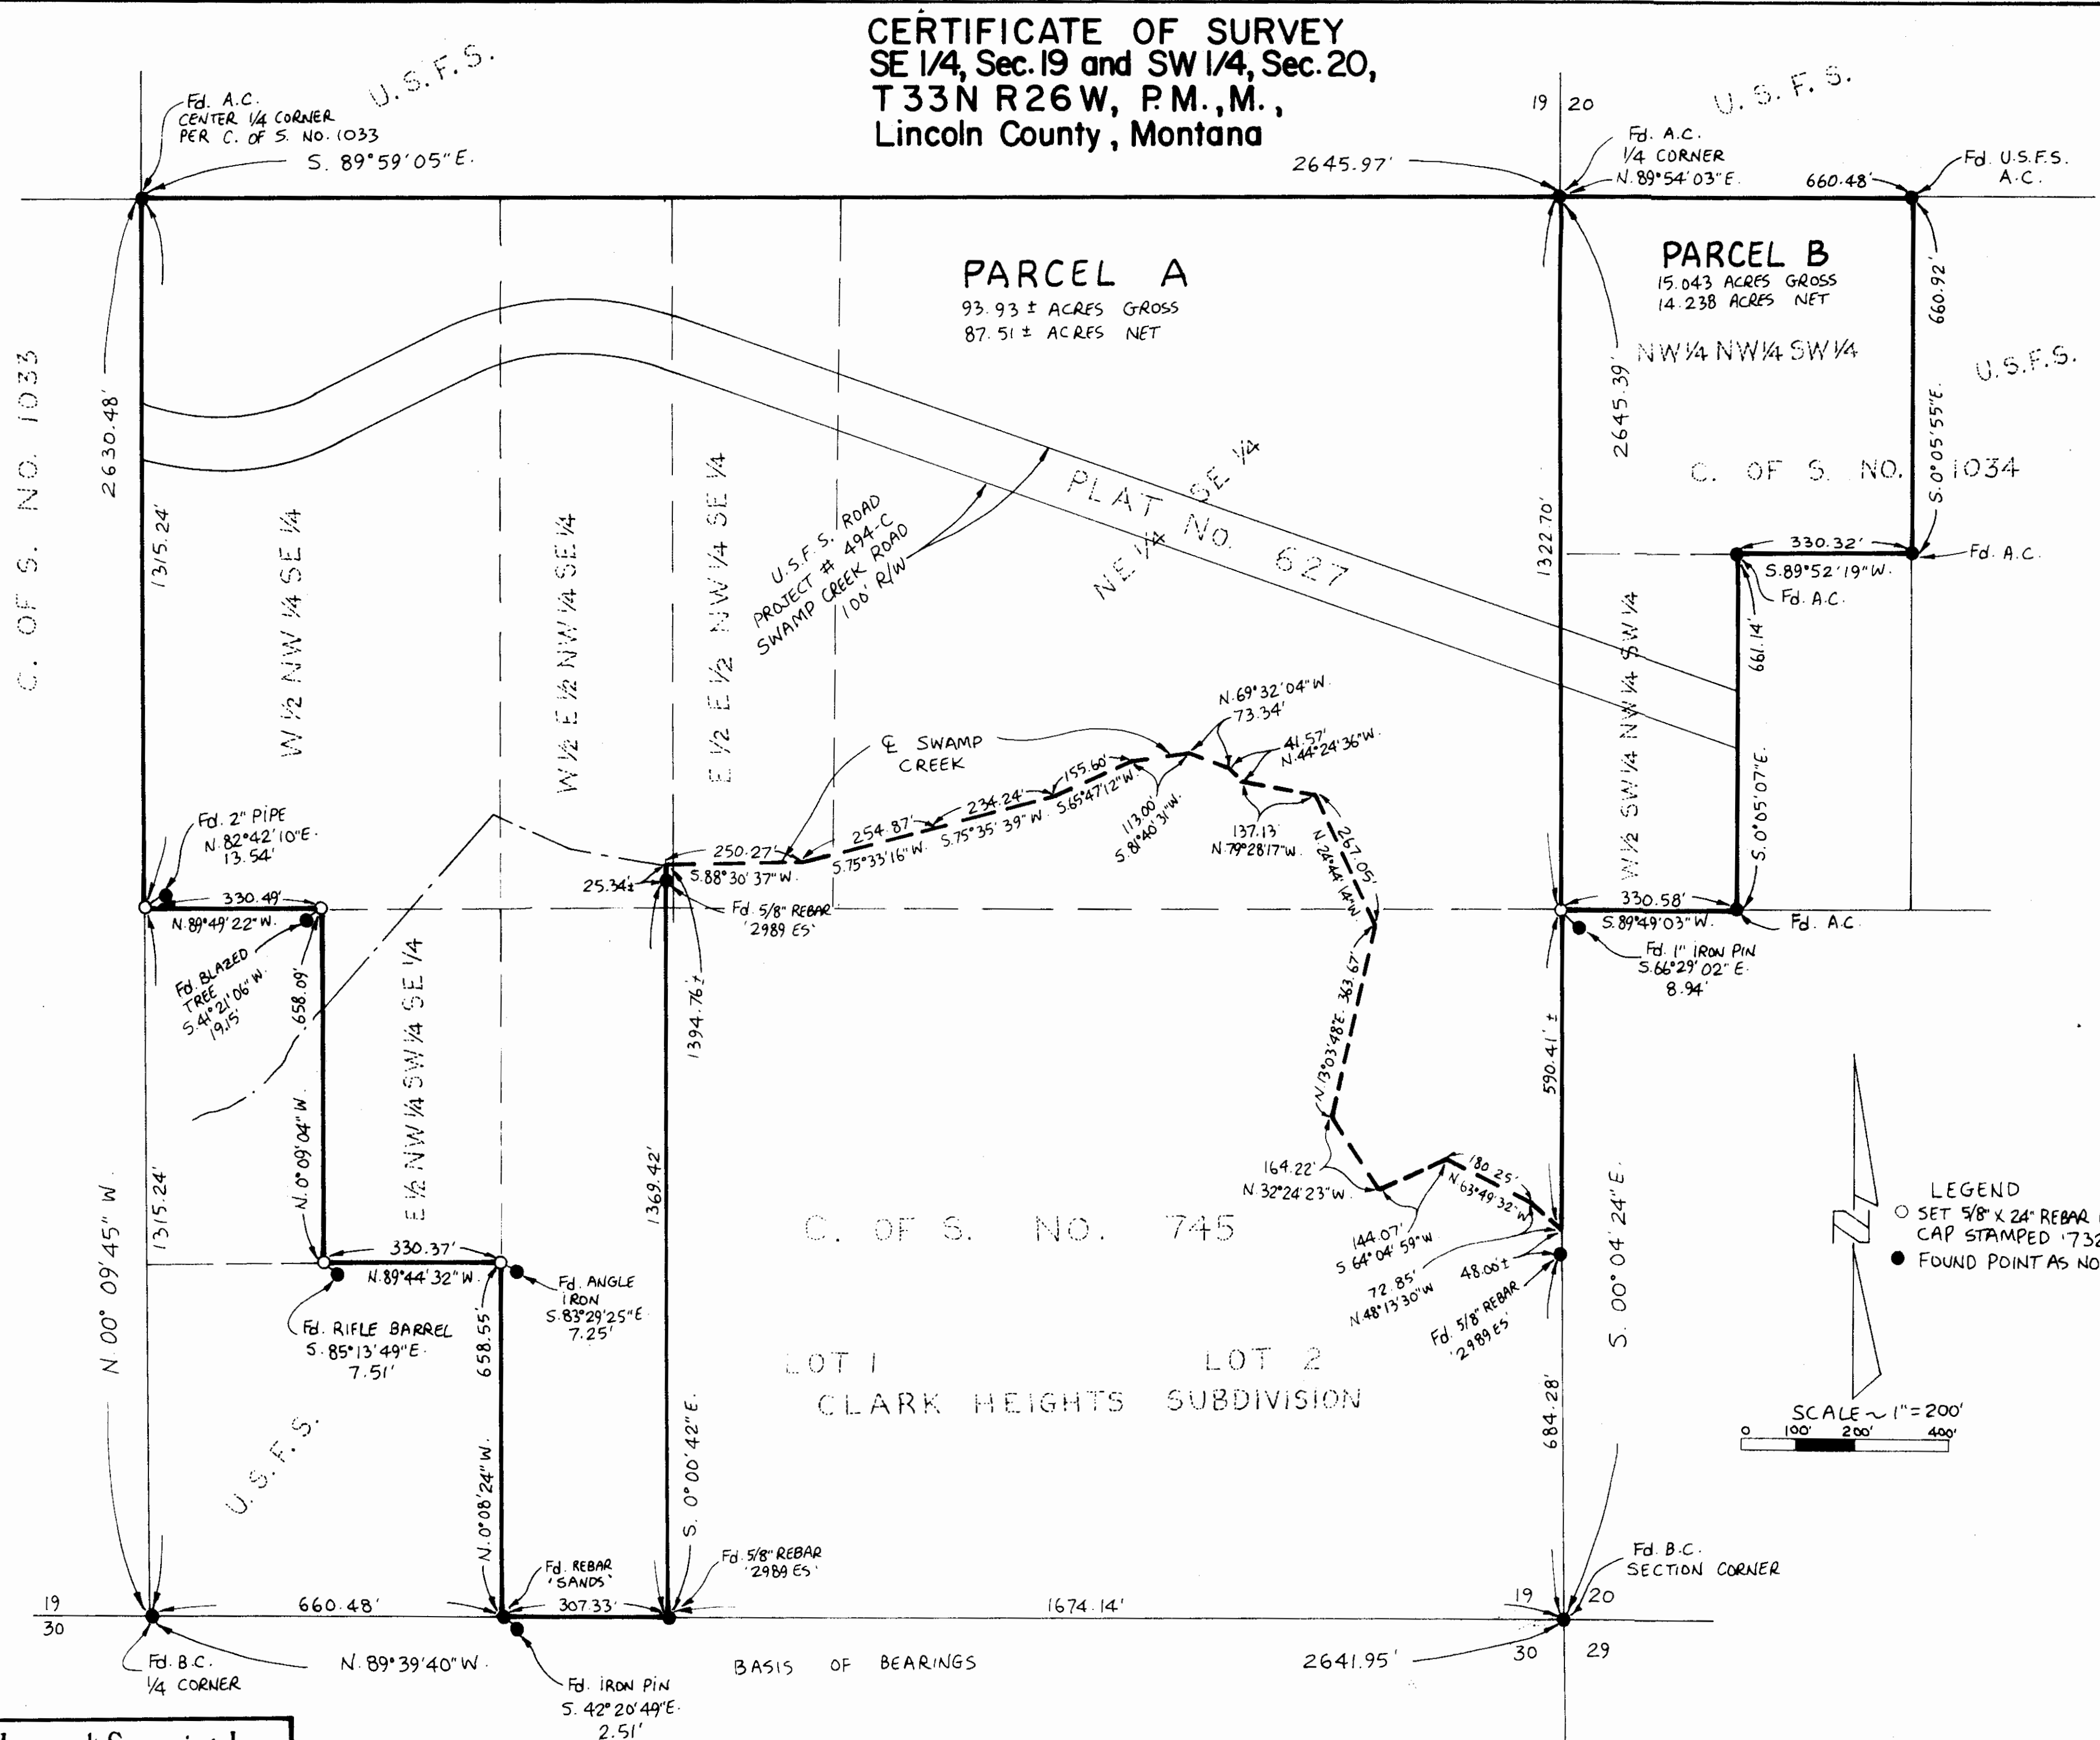 CERTIFICATE OF SURVEY
SE 1/4, Sec. 19 and SW 1/4, Sec. 20,
T 33 N R 26 W, P.M., M.,
Lincoln County, Montana
U.S.F.S.
Fd. A.C.
CENTER 1/4 CORNER
PER C. OF S. NO. 1033
S. 89°59'05"E.
2645.97'
19 20
Fd. A.C.
1/4 CORNER
N. 89°54'03"E.
660.48'
U.S.F.S.
Fd. U.S.F.S.
A.C.
PARCEL A
93.93 ± ACRES GROSS
87.51 ± ACRES NET
PARCEL B
15.043 ACRES GROSS
14.238 ACRES NET
NW 1/4 NW 1/4 SW 1/4
660.92'
S. 0°05'55"E.
U.S.F.S.
C. OF S. NO. 1033
2630.48'
1315.24'
W 1/2 NW 1/4 SE 1/4
W 1/2 E 1/2 NW 1/4 SE 1/4
E 1/2 E 1/2 NW 1/4 SE 1/4
U.S.F.S. ROAD
PROJECT # 494-C
SWAMP CREEK ROAD
100' R/W
PLAT No. 627
NE 1/4 SE 1/4
1322.70'
2645.39'
C. OF S. NO. 1034
330.32'
S. 89°52'19"W.
Fd. A.C.
Fd. A.C.
661.14'
S. 0°05'07"E.
W 1/2 SW 1/4 NW 1/4 SW 1/4
℄ SWAMP
CREEK
N. 69°32'04"W.
73.34'
41.57'
N. 44°24'36"W.
155.60'
S. 65°47'12"W.
234.24'
S. 75°35'39"W.
254.87'
S. 75°33'16"W.
250.27'
S. 88°30'37"W.
113.00'
S. 81°40'31"W.
137.13'
N. 79°28'17"W.
267.05'
N. 24°44'14"W.
Fd. 2" PIPE
N. 82°42'10"E.
13.54'
330.49'
N. 89°49'22"W.
Fd. BLAZED
TREE
S. 41°21'06"W.
19.15'
25.34±
Fd. 5/8" REBAR
'2989 ES'
330.58'
S. 89°49'03"W.
Fd. A.C.
Fd. 1" IRON PIN
S. 66°29'02"E.
8.94'
658.09'
N. 0°09'04"W.
E 1/2 NW 1/4 SW 1/4 SE 1/4
1394.76'±
N. 13°03'48"E. 363.67'
590.41' ±
N. 00°09'45"W.
1315.24'
1369.42'
164.22'
N. 32°24'23"W.
180.25'
N. 63°49'32"W
144.07'
S 64°04'59"W
72.85'
N. 48°13'30"W
48.00'±
Fd. 5/8" REBAR
'2989 ES'
S. 00°04'24"E.
LEGEND
○ SET 5/8" X 24" REBAR
CAP STAMPED '732
● FOUND POINT AS NO
330.37'
N. 89°44'32"W.
Fd. ANGLE
IRON
S. 83°29'25"E.
7.25'
Fd. RIFLE BARREL
S. 85°13'49"E.
7.51'
C. OF S. NO. 745
LOT 1 LOT 2
CLARK HEIGHTS SUBDIVISION
658.55'
N. 0°08'24"W.
S. 0°00'42"E.
684.28'
SCALE ~ 1"=200'
0 100' 200' 400'
U.S.F.S.
Fd. REBAR
'SANDS'
Fd. 5/8" REBAR
'2989 ES'
Fd. B.C.
SECTION CORNER
19
30
660.48'
307.33'
1674.14'
19 20
30 29
Fd. B.C.
1/4 CORNER
N. 89°39'40"W.
BASIS OF BEARINGS
2641.95'
Fd. IRON PIN
S. 42°20'49"E.
2.51'